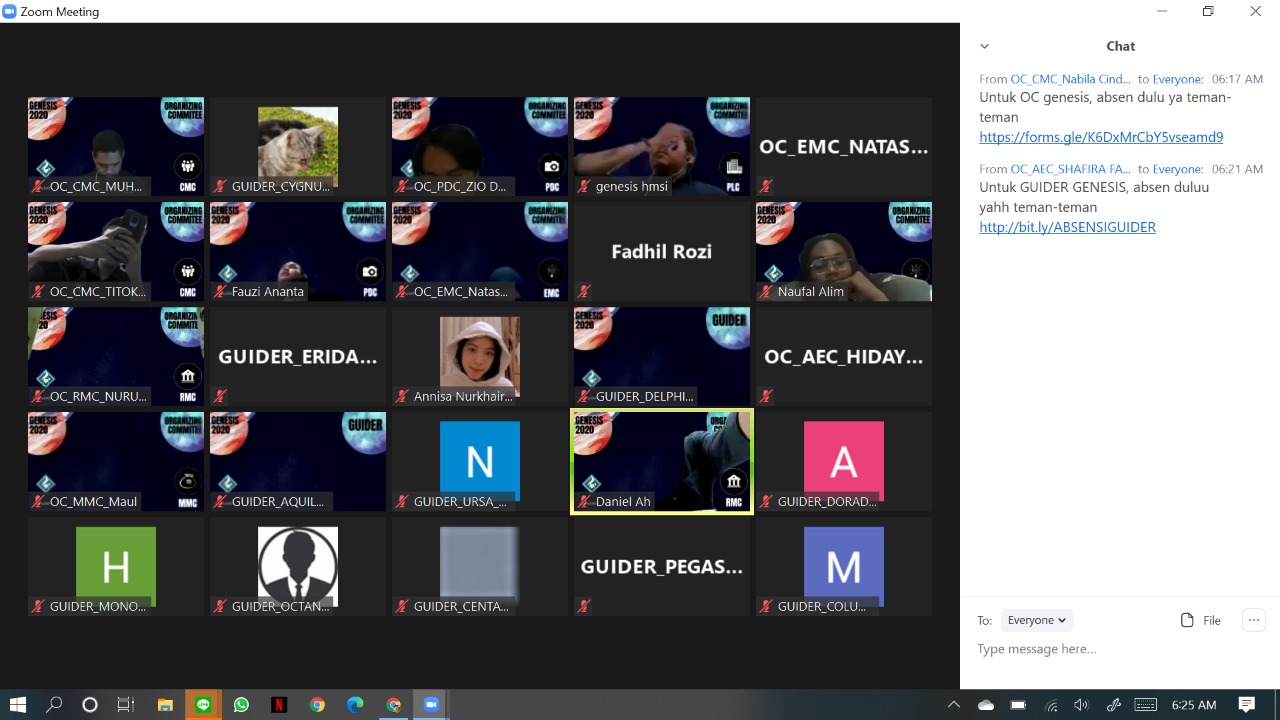 Zoom Meeting
GENESIS 2020
ORGANIZING COMMITEE
OC_CMC_MUH...
CMC
GUIDER_CYGNU...
GENESIS 2020
ORGANIZING COMMITEE
OC_PDC_ZIO D...
PDC
GENESIS 2020
ORGANIZING COMMITEE
genesis hmsi
PLC
OC_EMC_NATAS...
GENESIS 2020
ORGANIZING COMMITEE
OC_CMC_TITOK...
CMC
GENESIS 2020
ORGANIZING COMMITEE
Fauzi Ananta
PDC
GENESIS 2020
ORGANIZING COMMITEE
OC_EMC_Natas...
EMC
Fadhil Rozi
GENESIS 2020
ORGANIZING COMMITEE
Naufal Alim
OC_RMC_NURU...
RMC
GUIDER_ERIDA...
Annisa Nurkhair...
GENESIS 2020
GUIDER
GUIDER_DELPHI...
OC_AEC_HIDAY...
GENESIS 2020
ORGANIZING COMMITEE
OC_MMC_Maul
MMC
GENESIS 2020
GUIDER
GUIDER_AQUIL...
N
GUIDER_URSA_...
GENESIS 2020
Daniel Ah
RMC
A
GUIDER_DORAD...
H
GUIDER_MONO...
GUIDER_OCTAN...
GUIDER_CENTA...
GUIDER_PEGAS...
M
GUIDER_COLU...
Chat
From OC_CMC_Nabila Cind... to Everyone: 06:17 AM
Untuk OC genesis, absen dulu ya teman-
teman
https://forms.gle/K6DxMrCbY5vseamd9
From OC_AEC_SHAFIRA FA... to Everyone: 06:21 AM
Untuk GUIDER GENESIS, absen duluu
yahh teman-teman
http://bit.ly/ABSENSIGUIDER
To: Everyone
File
Type message here...
6:25 AM